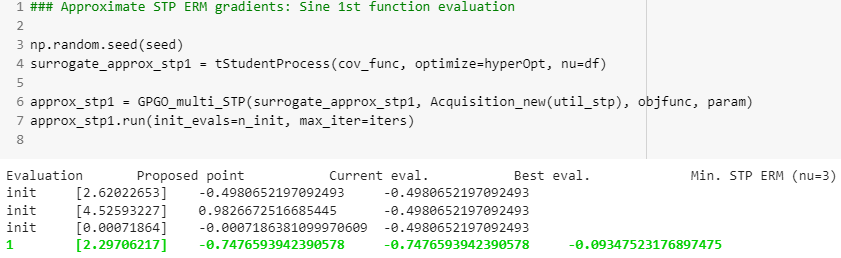 1 ### Approximate STP ERM gradients: Sine 1st function evaluation
2
3 np.random.seed(seed)
4 surrogate_approx_stp1 = tStudentProcess(cov_func, optimize=hyperOpt, nu=df)
5
6 approx_stp1 = GPGO_multi_STP(surrogate_approx_stp1, Acquisition_new(util_stp), objfunc, param)
7 approx_stp1.run(init_evals=n_init, max_iter=iters)
8
Evaluation Proposed point Current eval. Best eval. Min. STP ERM (nu=3)
init [2.62022653] -0.4980652197092493 -0.4980652197092493
init [4.52593227] 0.9826672516685445 -0.4980652197092493
init [0.00071864] -0.0007186381099970609 -0.4980652197092493
1 [2.29706217] -0.7476593942390578 -0.7476593942390578 -0.09347523176897475